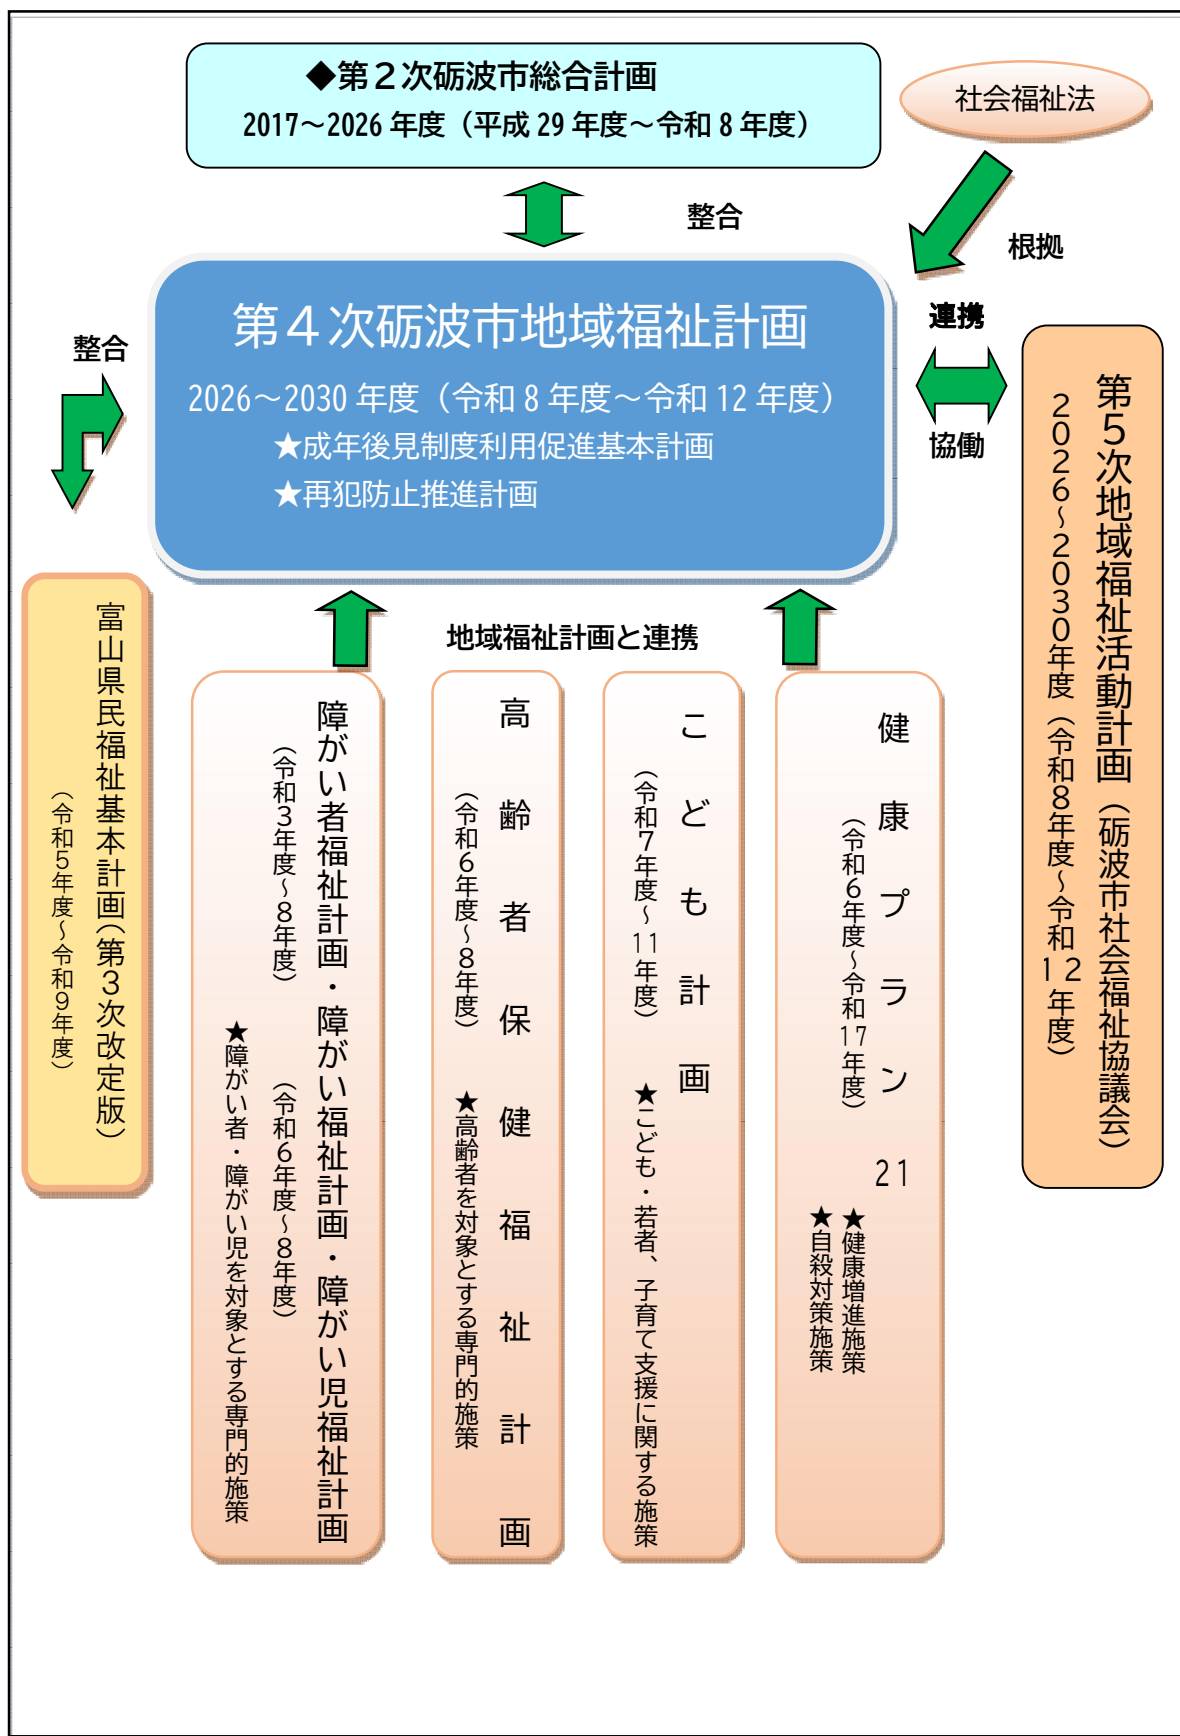 ◆第２次砺波市総合計画
2017～2026 年度（平成 29 年度～令和 8 年度）
社会福祉法
整合
根拠
第４次砺波市地域福祉計画
2026～2030 年度（令和 8 年度～令和 12 年度）
★成年後見制度利用促進基本計画
★再犯防止推進計画
整合
連携
協働
第５次地域福祉活動計画（砺波市社会福祉協議会）
２０２６～２０３０年度（令和８年度～令和１２年度）
地域福祉計画と連携
富山県民福祉基本計画（第３次改定版）
（令和５年度～令和９年度）
障がい者福祉計画・障がい福祉計画・障がい児福祉計画
（令和３年度～８年度）
（令和６年度～８年度）
★障がい者・障がい児を対象とする専門的施策
高齢者保健福祉計画
（令和６年度～８年度）
★高齢者を対象とする専門的施策
こども計画
（令和７年度～11年度）
★こども・若者、子育て支援に関する施策
健康プラン21
（令和６年度～令和17年度）
★健康増進施策
★自殺対策施策